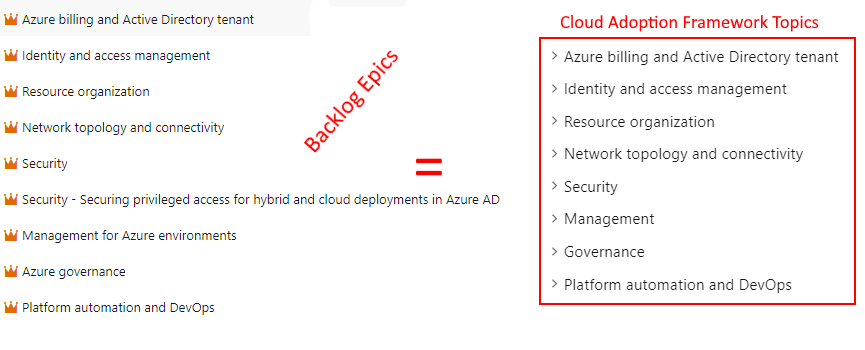 Azure billing and Active Directory tenant
Identity and access management
Resource organization
Network topology and connectivity
Security
Security - Securing privileged access for hybrid and cloud deployments in Azure AD
Management for Azure environments
Azure governance
Platform automation and DevOps
Backlog Epics
=
Cloud Adoption Framework Topics
Azure billing and Active Directory tenant
Identity and access management
Resource organization
Network topology and connectivity
Security
Management
Governance
Platform automation and DevOps